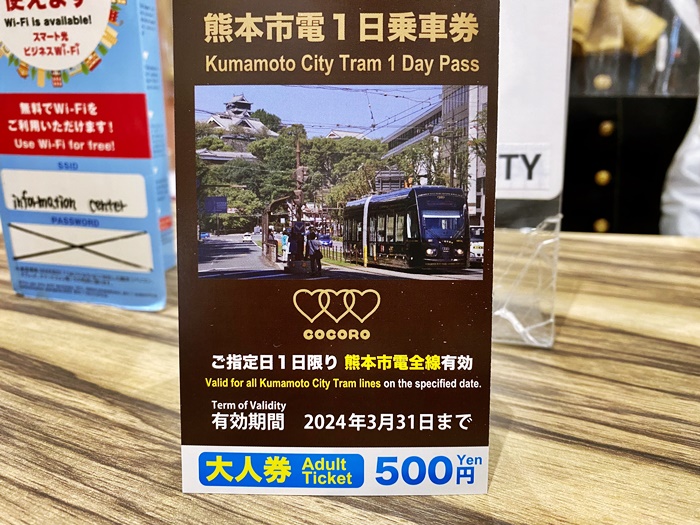 使えます
Wi-Fi is available!
スマート光
ビジネスWi-Fi
無料でWi-Fiを
ご利用いただけます!
Use Wi-Fi for free!
SSID
information center
PASSWORD
熊本市電1日乗車券
Kumamoto City Tram 1 Day Pass
COCORO
ご指定日1日限り 熊本市電全線有効
Valid for all Kumamoto City Tram lines on the specified date.
Term of Validity
有効期間 2024年3月31日まで
大人券 Adult Ticket 500 Yen 円
TY